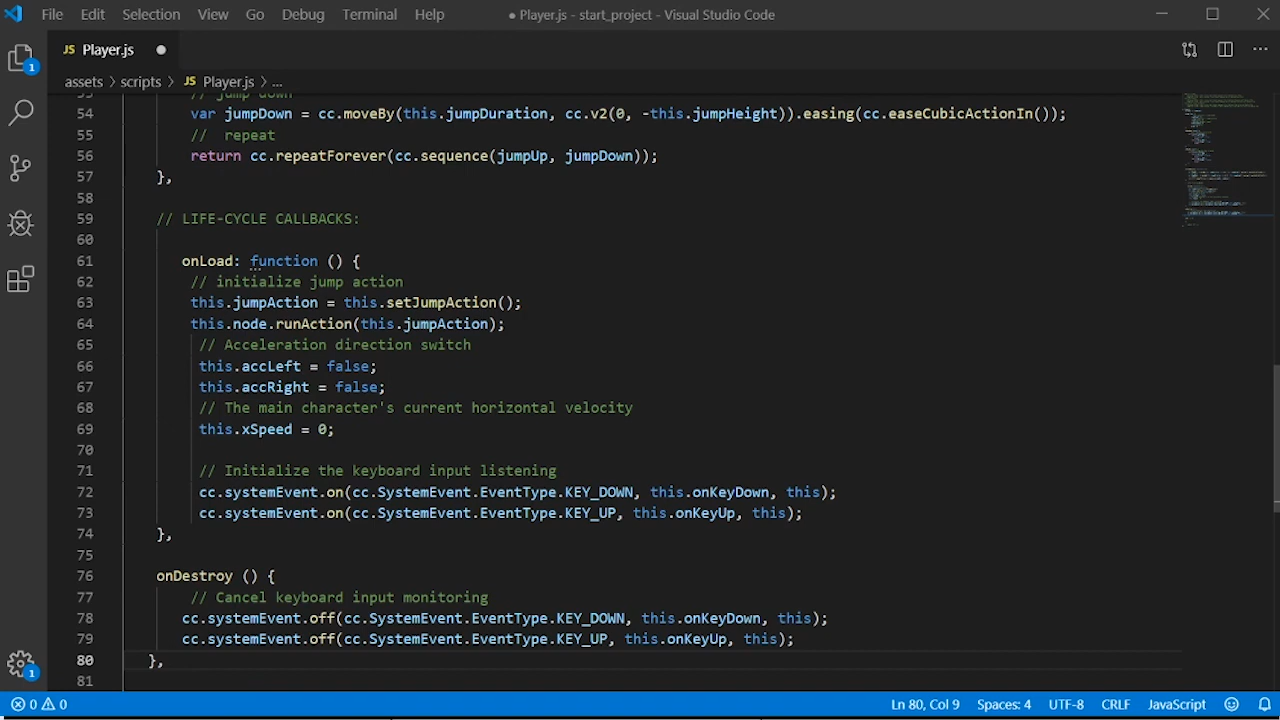 File Edit Selection View Go Debug Terminal Help ● Player.js - start_project - Visual Studio Code
JS Player.js ●
assets > scripts > JS Player.js > ...
53 // jump down
54 var jumpDown = cc.moveBy(this.jumpDuration, cc.v2(0, -this.jumpHeight)).easing(cc.easeCubicActionIn());
55 // repeat
56 return cc.repeatForever(cc.sequence(jumpUp, jumpDown));
57 },
58
59 // LIFE-CYCLE CALLBACKS:
60
61 onLoad: function () {
62 // initialize jump action
63 this.jumpAction = this.setJumpAction();
64 this.node.runAction(this.jumpAction);
65 // Acceleration direction switch
66 this.accLeft = false;
67 this.accRight = false;
68 // The main character's current horizontal velocity
69 this.xSpeed = 0;
70
71 // Initialize the keyboard input listening
72 cc.systemEvent.on(cc.SystemEvent.EventType.KEY_DOWN, this.onKeyDown, this);
73 cc.systemEvent.on(cc.SystemEvent.EventType.KEY_UP, this.onKeyUp, this);
74 },
75
76 onDestroy () {
77 // Cancel keyboard input monitoring
78 cc.systemEvent.off(cc.SystemEvent.EventType.KEY_DOWN, this.onKeyDown, this);
79 cc.systemEvent.off(cc.SystemEvent.EventType.KEY_UP, this.onKeyUp, this);
80 },
81
1
1
0 0 Ln 80, Col 9 Spaces: 4 UTF-8 CRLF JavaScript